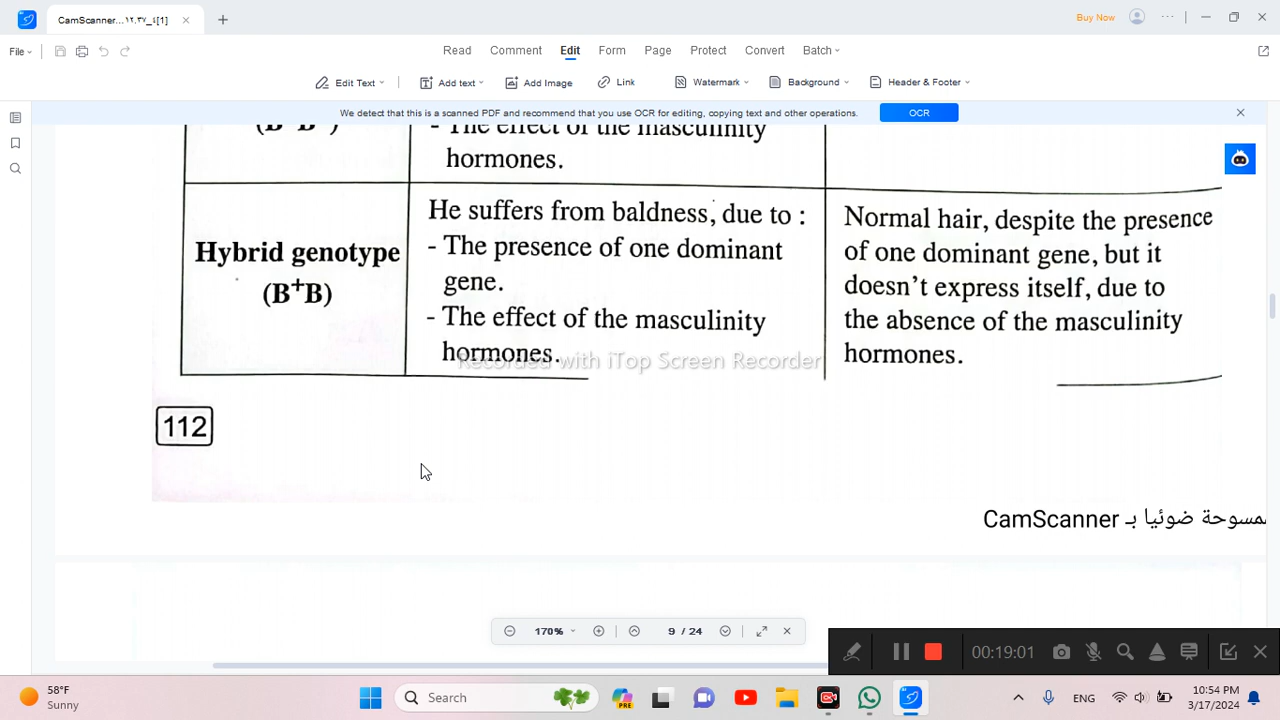 CamScanner...١٢,٣٧_٤[1]
Buy Now
File
Read Comment Edit Form Page Protect Convert Batch
Edit Text Add text Add Image Link Watermark Background Header & Footer
We detect that this is a scanned PDF and recommend that you use OCR for editing, copying text and other operations. OCR
- The effect of the masculinity
hormones.
Hybrid genotype
(B⁺B)
He suffers from baldness, due to :
- The presence of one dominant
gene.
- The effect of the masculinity
hormones.
Normal hair, despite the presence
of one dominant gene, but it
doesn't express itself, due to
the absence of the masculinity
hormones.
Recorded with iTop Screen Recorder
112
ممسوحة ضوئيا بـ CamScanner
170% 9 / 24
00:19:01
58°F
Sunny
Search
PRE
ENG
10:54 PM
3/17/2024